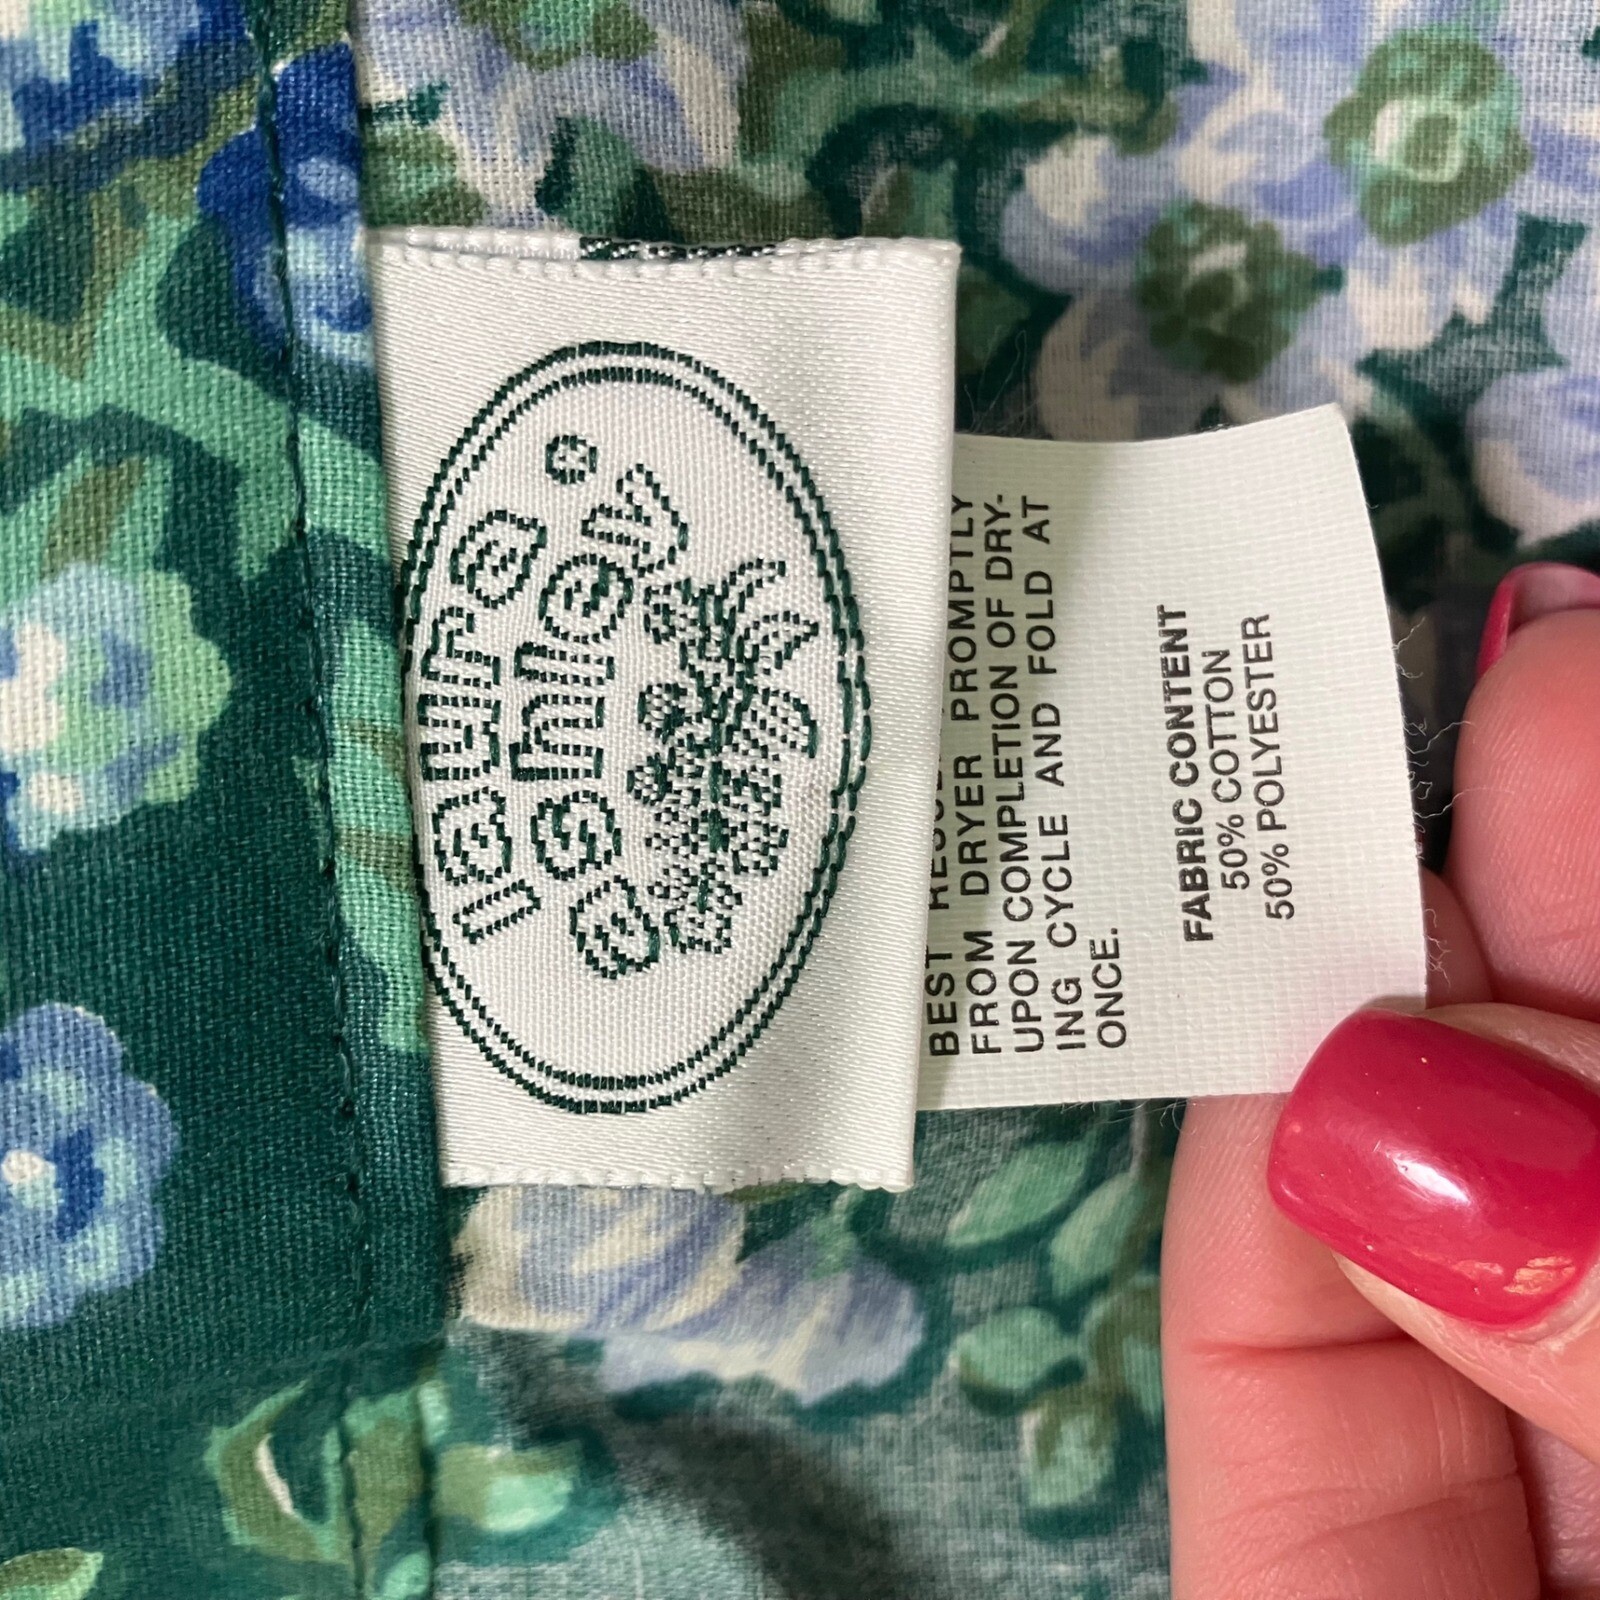 laura
ashley
BEST RESULTS
FROM DRYER PROMPTLY
UPON COMPLETION OF DRY-
ING CYCLE AND FOLD AT
ONCE.
FABRIC CONTENT
50% COTTON
50% POLYESTER